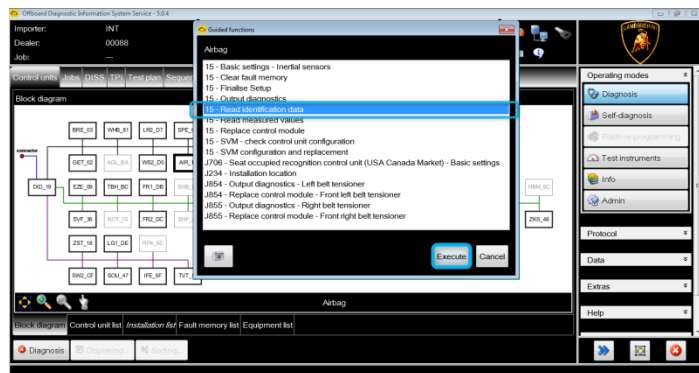 Offboard Diagnostic Information System Service - 5.0.4
Importer: INT
Dealer: 00088
Job: ---
Control units Jobs DISS TPI Test plan
Block diagram
BRE_03 WHB_81 LR2_D7
connector
GET_02 AGL_BA WS2_D5
DIO_19 EZE_09 TBH_BC FR1_DB HBM_6C
SVF_36 NOT_75 FR2_DC ZKS_46
ZST_18 LG1_DE RFK_6C
SW2_CF SOU_47 IFE_5F
Airbag
Block diagram Control unit list Installation list Fault memory list Equipment list
Diagnosis Displaying... Sorting...
Guided functions
Airbag
15 - Basic settings - Inertial sensors
15 - Clear fault memory
15 - Finalise Setup
15 - Output diagnostics
15 - Read identification data
15 - Read measured values
15 - Replace control module
15 - SVM - check control unit configuration
15 - SVM configuration and replacement
J706 - Seat occupied recognition control unit (USA Canada Market) - Basic settings
J234 - Installation location
J854 - Output diagnostics - Left belt tensioner
J854 - Replace control module - Front left belt tensioner
J855 - Output diagnostics - Right belt tensioner
J855 - Replace control module - Front right belt tensioner
Execute Cancel
Operating modes
Diagnosis
Self-diagnosis
Flash re-programming
Test instruments
Info
Admin
Protocol
Data
Extras
Help